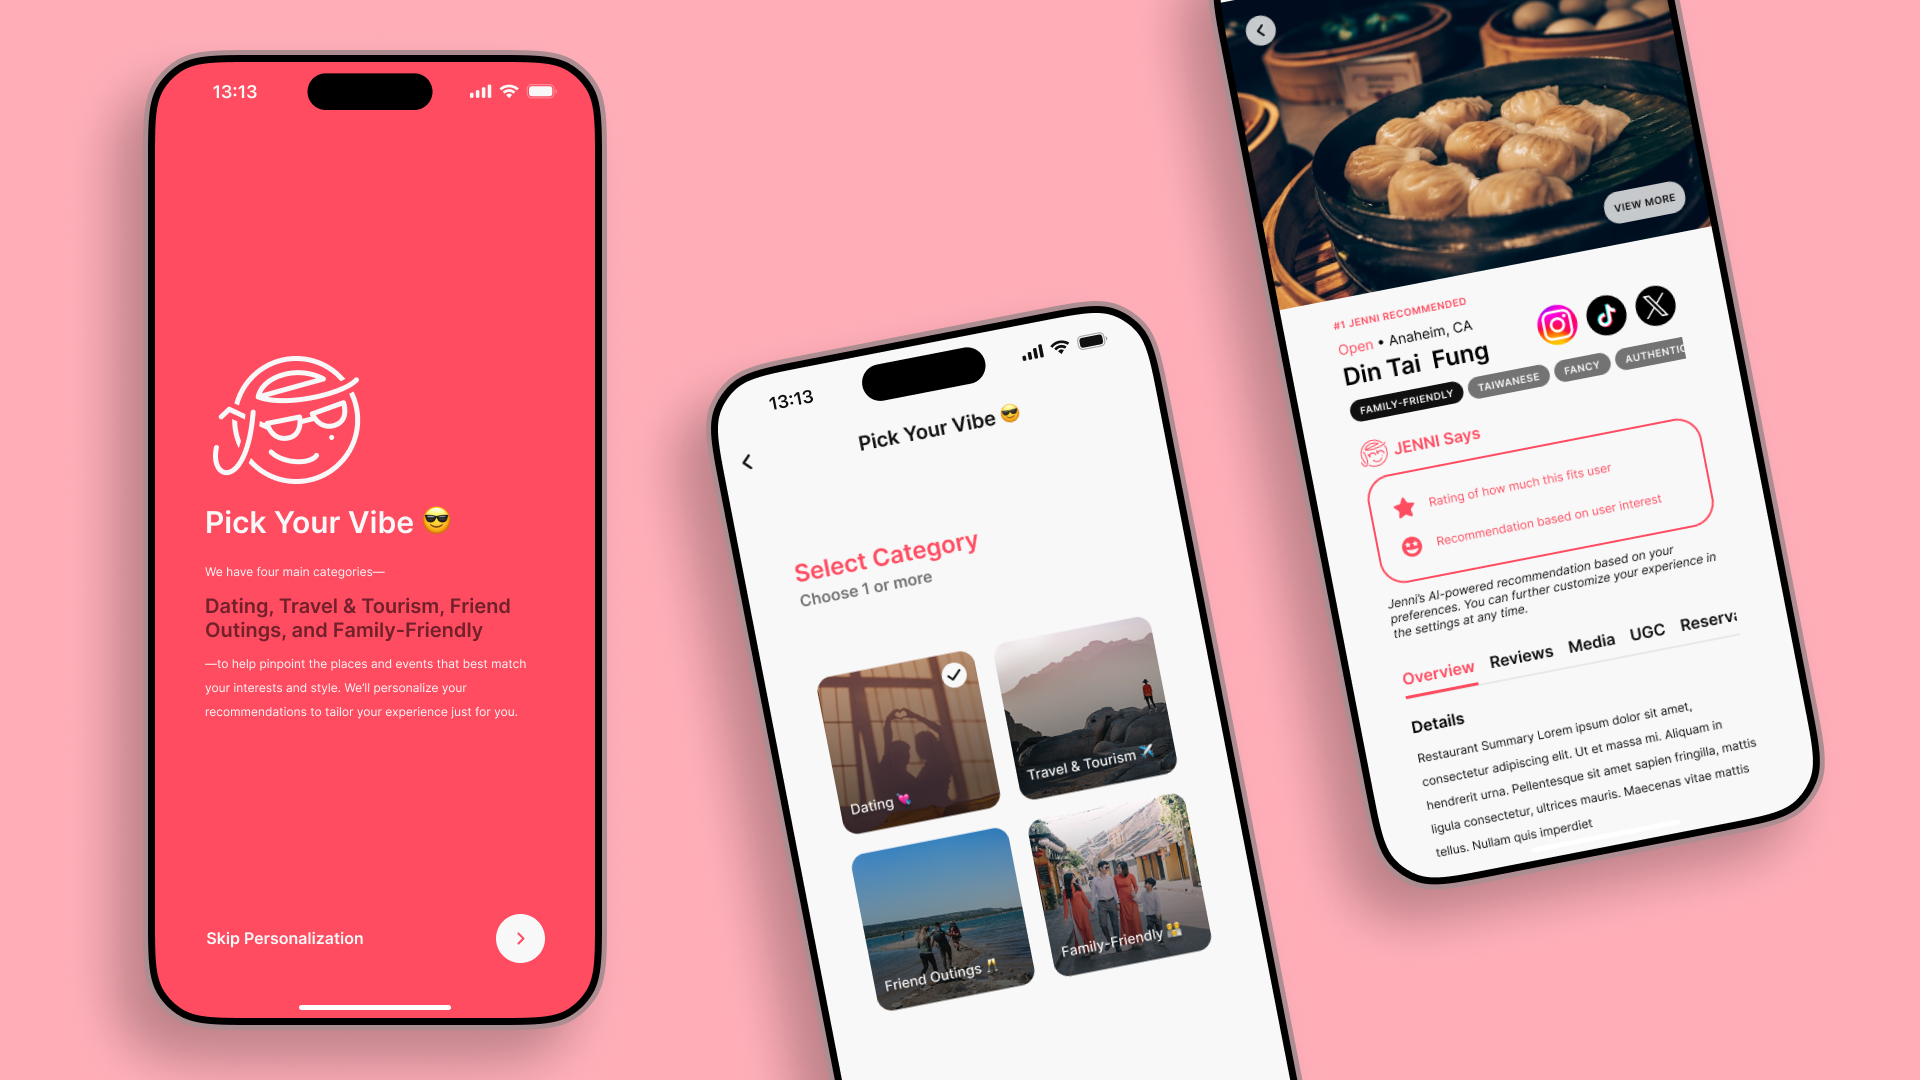 13:13
Pick Your Vibe 😎
We have four main categories—
Dating, Travel & Tourism, Friend
Outings, and Family-Friendly
—to help pinpoint the places and events that best match
your interests and style. We'll personalize your
recommendations to tailor your experience just for you.
Skip Personalization
13:13
Pick Your Vibe 😎
Select Category
Choose 1 or more
Dating 💘
Travel & Tourism ✈️
Friend Outings 🥂
Family-Friendly 👨‍👩‍👧‍👦
VIEW MORE
#1 JENNI RECOMMENDED
Open • Anaheim, CA
Din Tai Fung
FAMILY-FRIENDLY
TAIWANESE
FANCY
AUTHENTIC
JENNI Says
Rating of how much this fits user
Recommendation based on user interest
Jenni's AI-powered recommendation based on your
preferences. You can further customize your experience in
the settings at any time.
Overview
Reviews
Media
UGC
Reserva
Details
Restaurant Summary Lorem ipsum dolor sit amet,
consectetur adipiscing elit. Ut et massa mi. Aliquam in
hendrerit urna. Pellentesque sit amet sapien fringilla, mattis
ligula consectetur, ultrices mauris. Maecenas vitae mattis
tellus. Nullam quis imperdiet